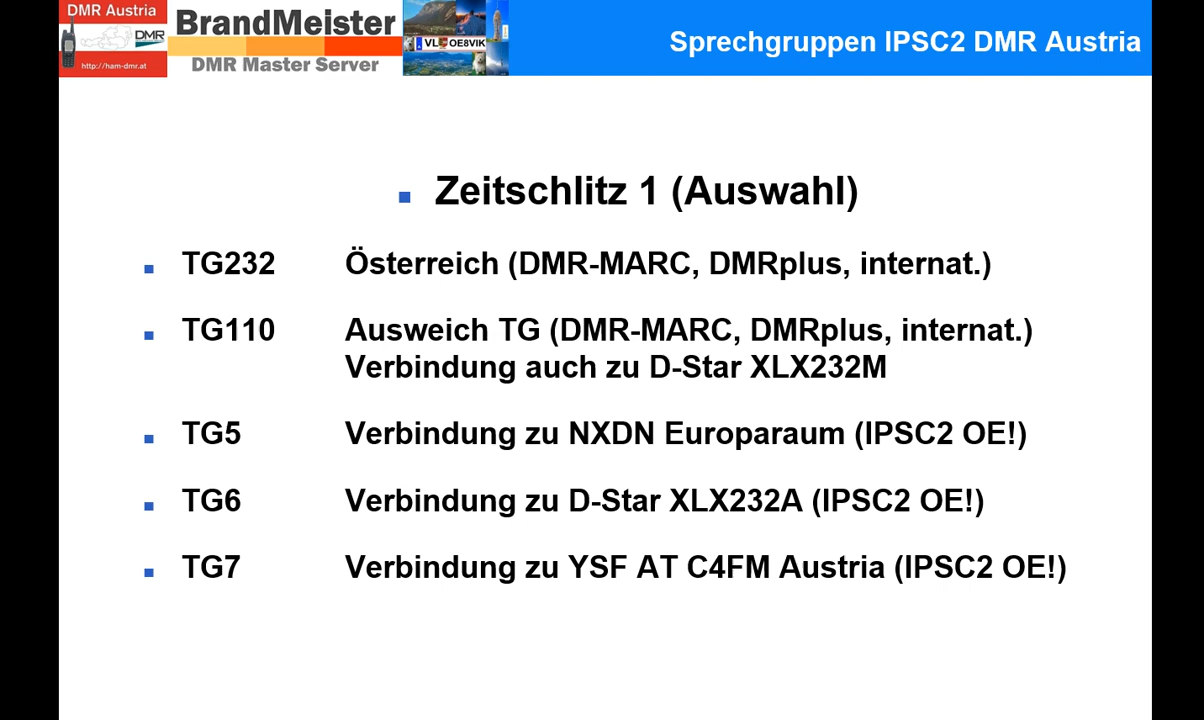 DMR Austria
DMR
http://ham-dmr.at
BrandMeister
DMR Master Server
VL OE8VIK
Sprechgruppen IPSC2 DMR Austria
Zeitschlitz 1 (Auswahl)
TG232 Österreich (DMR-MARC, DMRplus, internat.)
TG110 Ausweich TG (DMR-MARC, DMRplus, internat.)
Verbindung auch zu D-Star XLX232M
TG5 Verbindung zu NXDN Europaraum (IPSC2 OE!)
TG6 Verbindung zu D-Star XLX232A (IPSC2 OE!)
TG7 Verbindung zu YSF AT C4FM Austria (IPSC2 OE!)